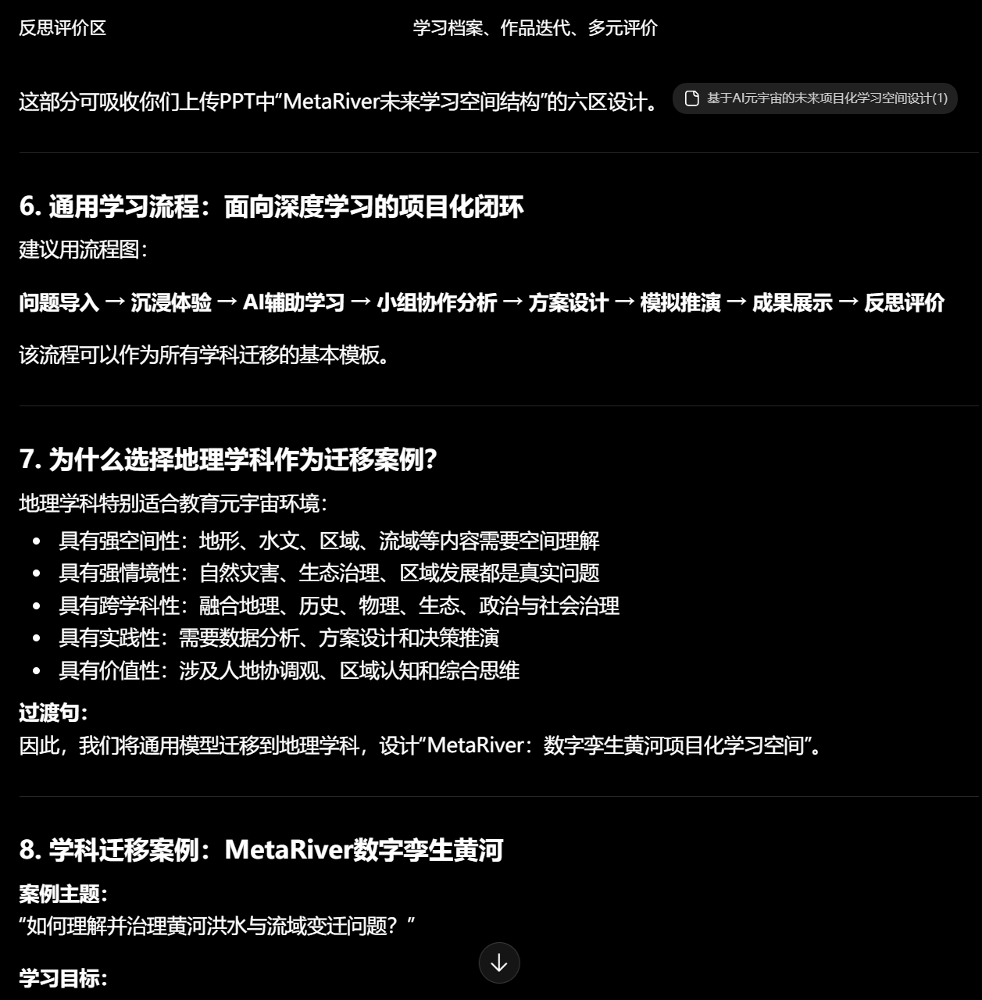 反思评价区 学习档案、作品迭代、多元评价
这部分可吸收你们上传PPT中“MetaRiver未来学习空间结构”的六区设计。 基于AI元宇宙的未来项目化学习空间设计(1)
6. 通用学习流程：面向深度学习的项目化闭环
建议用流程图：
问题导入 → 沉浸体验 → AI辅助学习 → 小组协作分析 → 方案设计 → 模拟推演 → 成果展示 → 反思评价
该流程可以作为所有学科迁移的基本模板。
7. 为什么选择地理学科作为迁移案例？
地理学科特别适合教育元宇宙环境：
• 具有强空间性：地形、水文、区域、流域等内容需要空间理解
• 具有强情境性：自然灾害、生态治理、区域发展都是真实问题
• 具有跨学科性：融合地理、历史、物理、生态、政治与社会治理
• 具有实践性：需要数据分析、方案设计和决策推演
• 具有价值性：涉及人地协调观、区域认知和综合思维
过渡句：
因此，我们将通用模型迁移到地理学科，设计“MetaRiver：数字孪生黄河项目化学习空间”。
8. 学科迁移案例：MetaRiver数字孪生黄河
案例主题：
“如何理解并治理黄河洪水与流域变迁问题？”
学习目标：